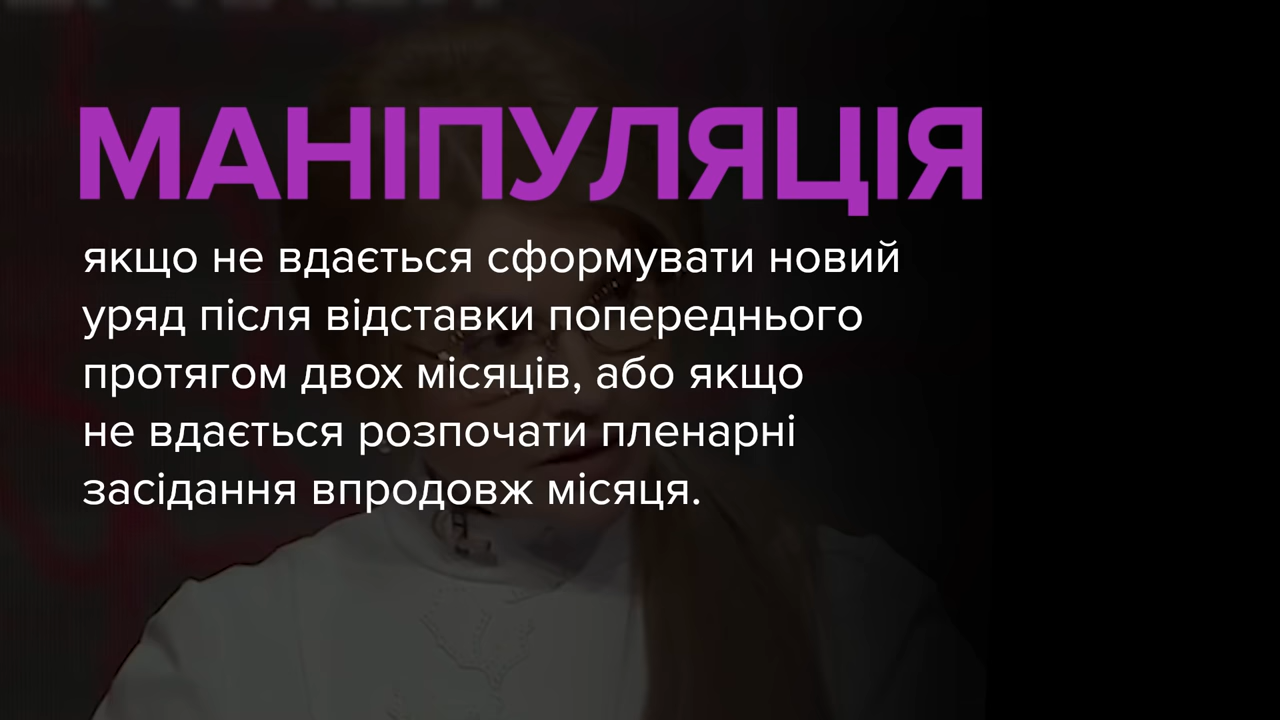 МАНІПУЛЯЦІЯ
якщо не вдається сформувати новий
уряд після відставки попереднього
протягом двох місяців, або якщо
не вдається розпочати пленарні
засідання впродовж місяця.